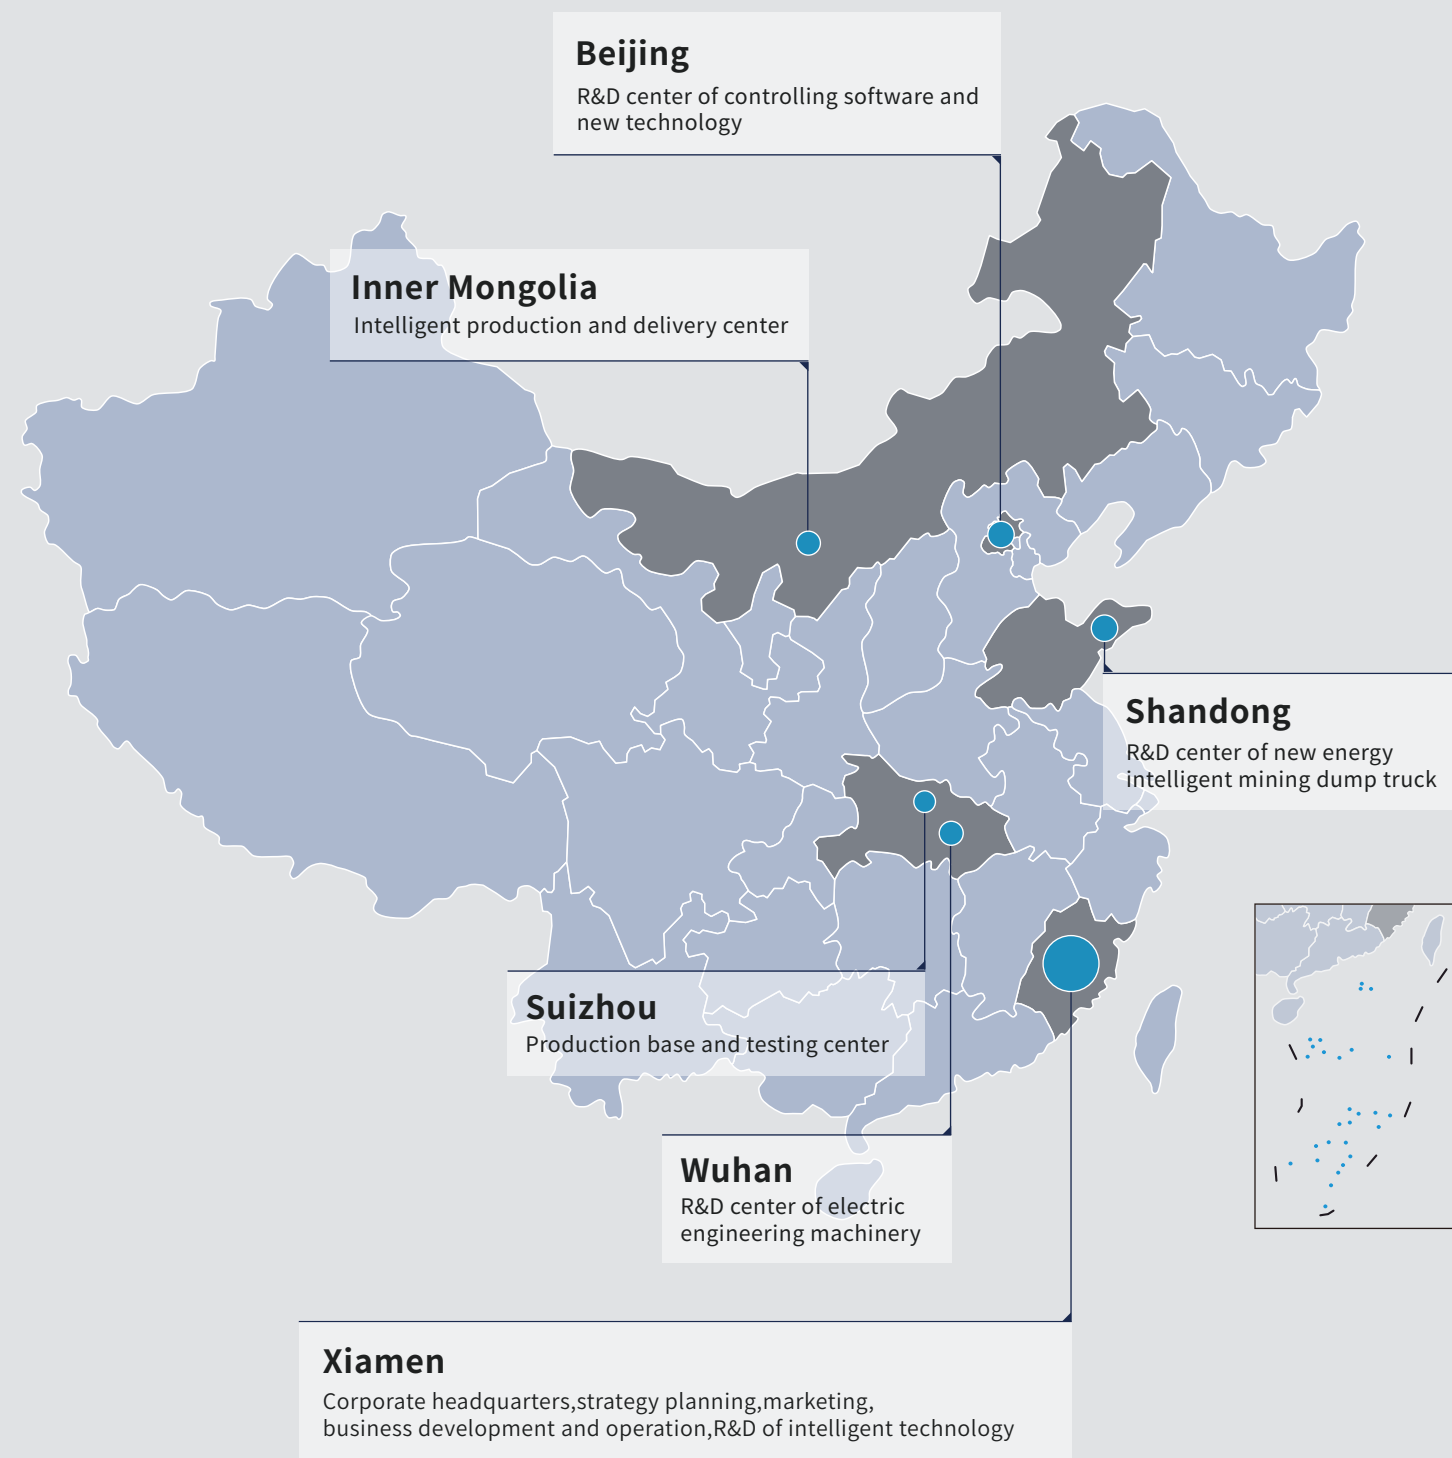 Beijing
R&D center of controlling software and
new technology
Inner Mongolia
Intelligent production and delivery center
Shandong
R&D center of new energy
intelligent mining dump truck
Suizhou
Production base and testing center
Wuhan
R&D center of electric
engineering machinery
Xiamen
Corporate headquarters,strategy planning,marketing,
business development and operation,R&D of intelligent technology